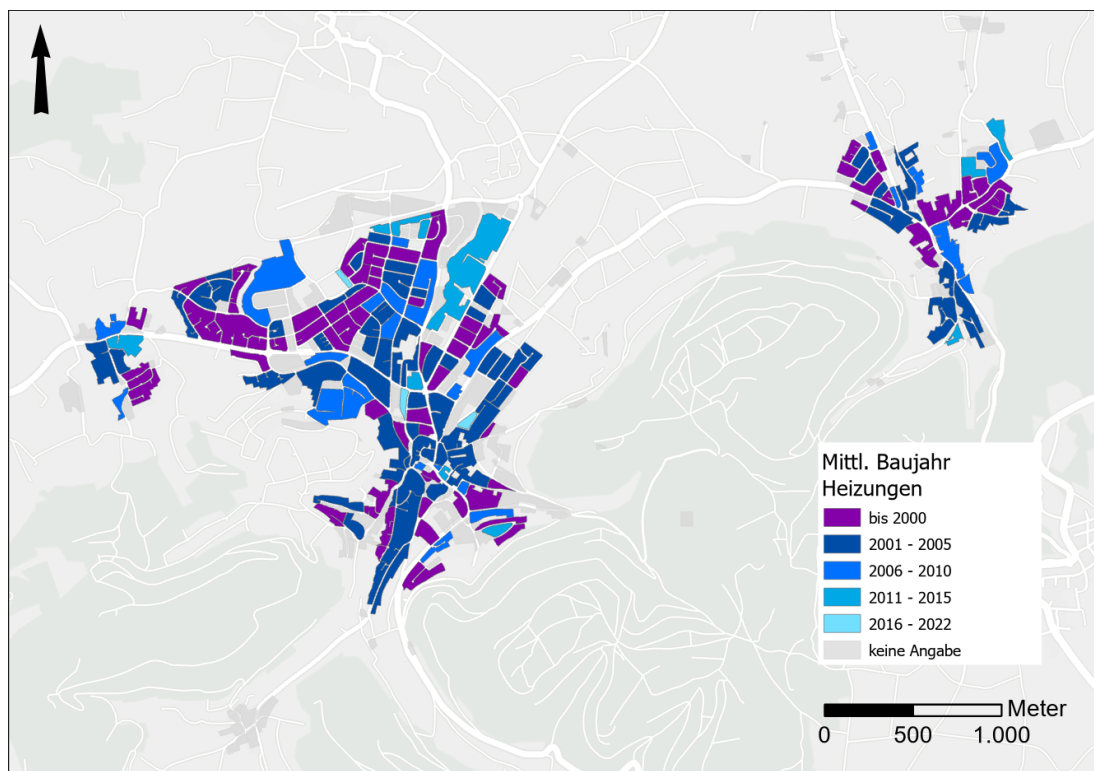 Mittl. Baujahr
Heizungen
bis 2000
2001 - 2005
2006 - 2010
2011 - 2015
2016 - 2022
keine Angabe
Meter
0 500 1.000